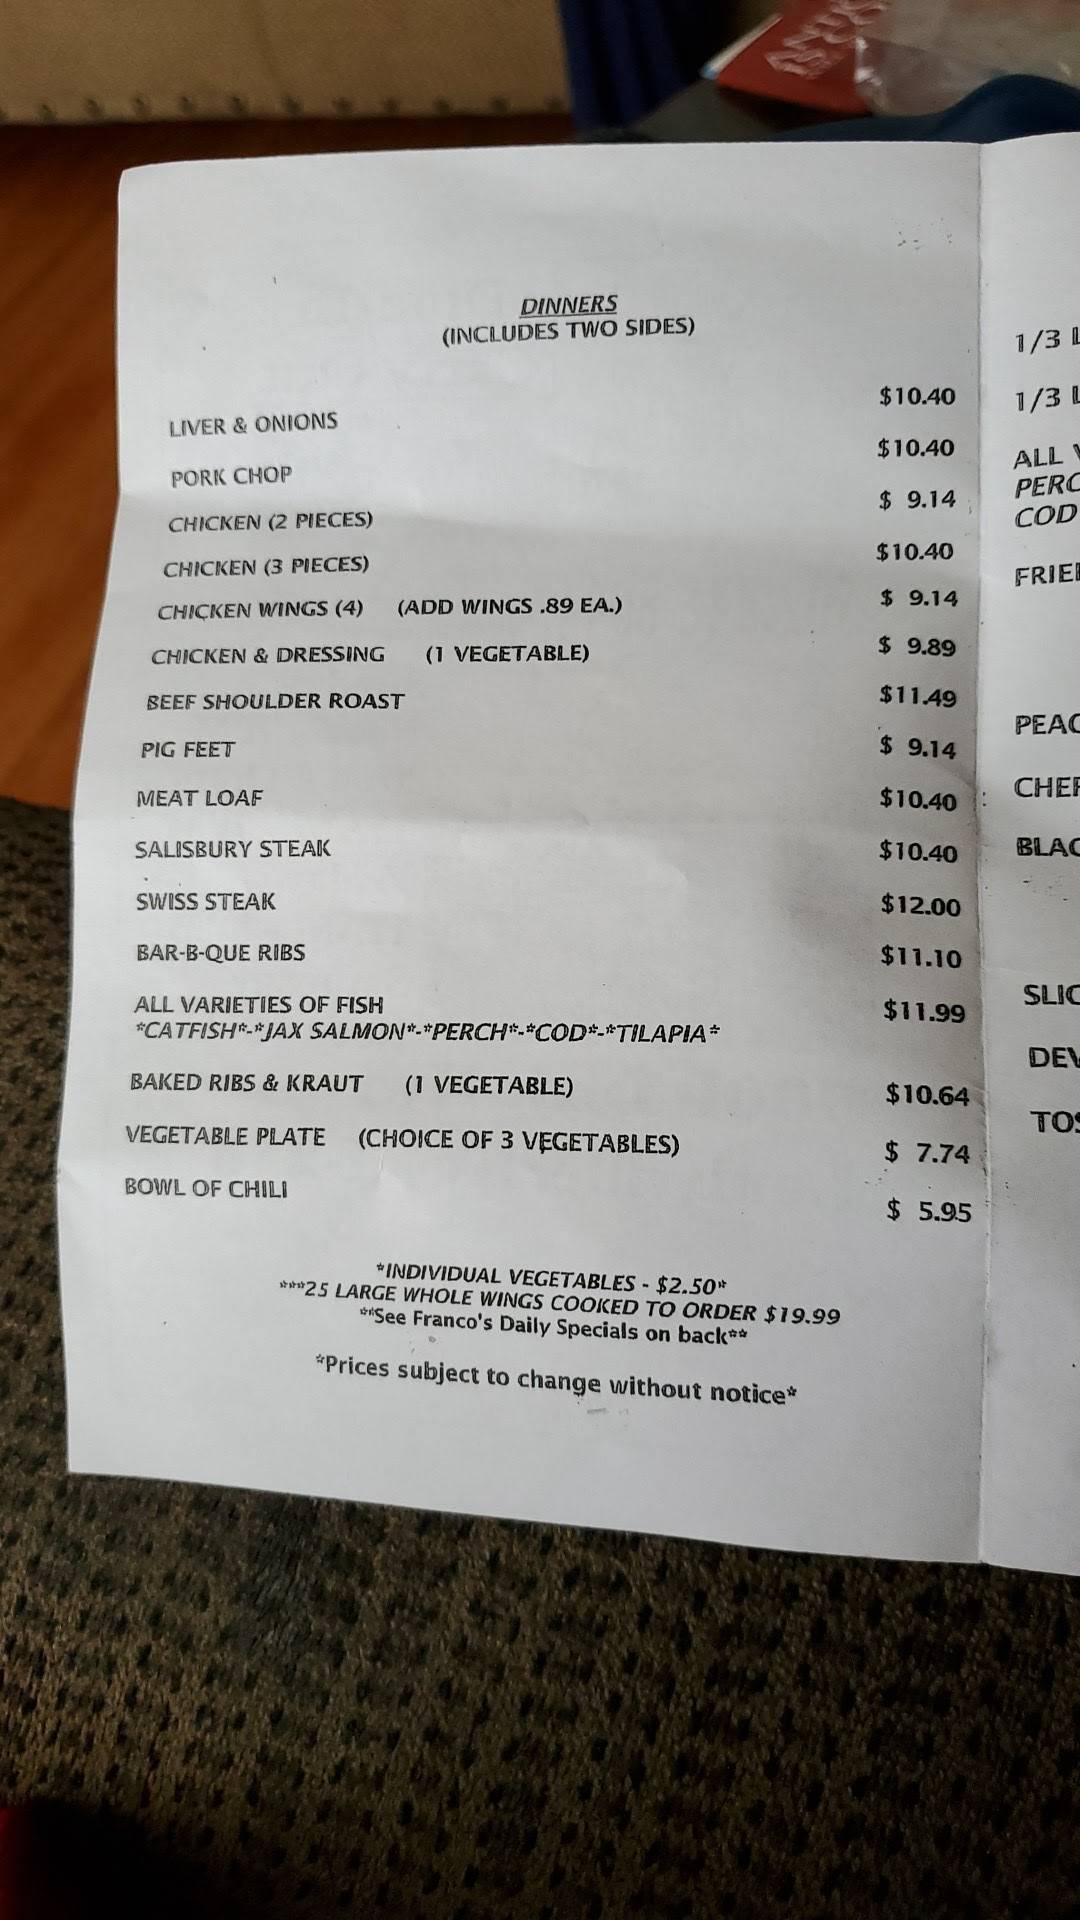 DINNERS
(INCLUDES TWO SIDES)
LIVER & ONIONS $10.40
PORK CHOP $10.40
CHICKEN (2 PIECES) $ 9.14
CHICKEN (3 PIECES) $10.40
CHICKEN WINGS (4) (ADD WINGS .89 EA.) $ 9.14
CHICKEN & DRESSING (1 VEGETABLE) $ 9.89
BEEF SHOULDER ROAST $11.49
PIG FEET $ 9.14
MEAT LOAF $10.40
SALISBURY STEAK $10.40
SWISS STEAK $12.00
BAR-B-QUE RIBS $11.10
ALL VARIETIES OF FISH $11.99
*CATFISH*-*JAX SALMON*-*PERCH*-*COD*-*TILAPIA*
BAKED RIBS & KRAUT (1 VEGETABLE) $10.64
VEGETABLE PLATE (CHOICE OF 3 VEGETABLES) $ 7.74
BOWL OF CHILI $ 5.95
*INDIVIDUAL VEGETABLES - $2.50*
***25 LARGE WHOLE WINGS COOKED TO ORDER $19.99
**See Franco's Daily Specials on back**
*Prices subject to change without notice*
1/3
1/3
ALL
COD